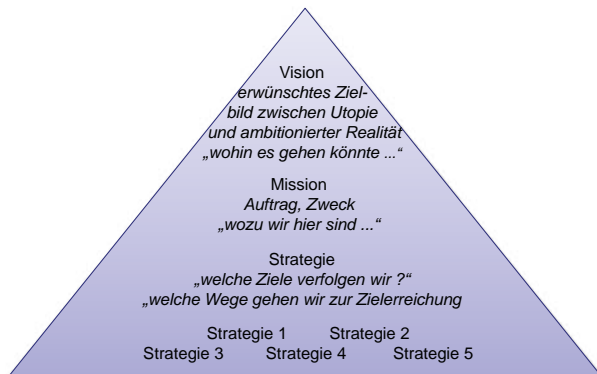 Vision
erwünschtes Ziel-
bild zwischen Utopie
und ambitionierter Realität
„wohin es gehen könnte ...“
Mission
Auftrag, Zweck
„wozu wir hier sind ...“
Strategie
„welche Ziele verfolgen wir ?“
„welche Wege gehen wir zur Zielerreichung
Strategie 1 Strategie 2
Strategie 3 Strategie 4 Strategie 5